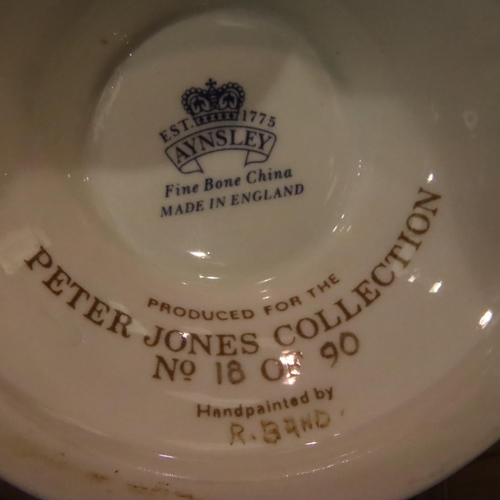 EST. 1775
AYNSLEY
Fine Bone China
MADE IN ENGLAND
PRODUCED FOR THE
PETER JONES COLLECTION
Nº 18 OF 90
Handpainted by
R. BAND.